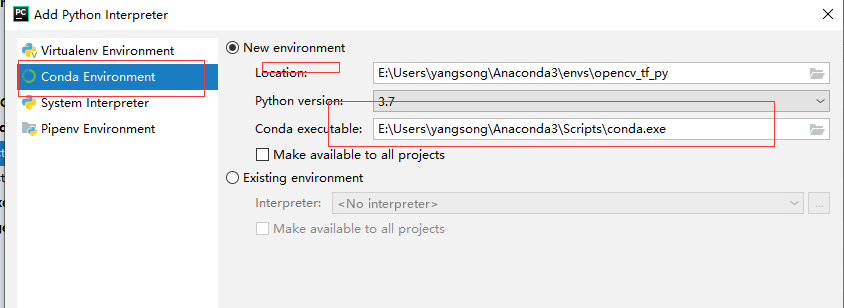 PC Add Python Interpreter
Virtualenv Environment
Conda Environment
System Interpreter
Pipenv Environment
New environment
Location: E:\Users\yangsong\Anaconda3\envs\opencv_tf_py
Python version: 3.7
Conda executable: E:\Users\yangsong\Anaconda3\Scripts\conda.exe
Make available to all projects
Existing environment
Interpreter: <No interpreter> ...
Make available to all projects